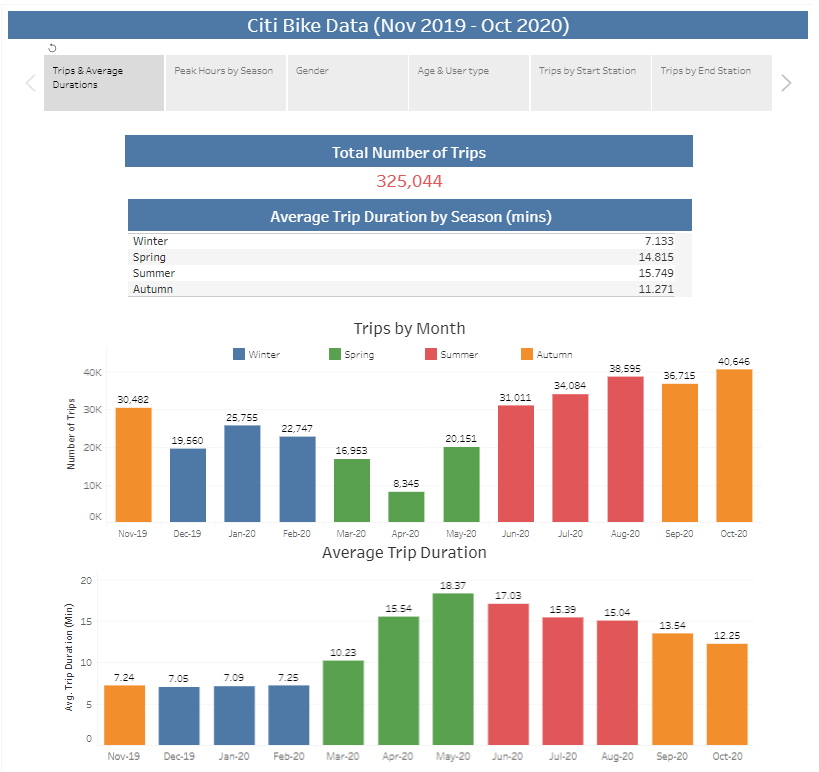 Citi Bike Data (Nov 2019 - Oct 2020)
Trips & Average
Durations
Peak Hours by Season
Gender
Age & User type
Trips by Start Station
Trips by End Station
Total Number of Trips
325,044
Average Trip Duration by Season (mins)
Winter 7.133
Spring 14.815
Summer 15.749
Autumn 11.271
Trips by Month
Winter Spring Summer Autumn
Number of Trips
40K
30K
20K
10K
0K
30,482
19,560
25,755
22,747
16,953
8,345
20,151
31,011
34,084
38,595
36,715
40,646
Nov-19 Dec-19 Jan-20 Feb-20 Mar-20 Apr-20 May-20 Jun-20 Jul-20 Aug-20 Sep-20 Oct-20
Average Trip Duration
Avg. Trip Duration (Min)
20
15
10
5
0
7.24
7.05
7.09
7.25
10.23
15.54
18.37
17.03
15.39
15.04
13.54
12.25
Nov-19 Dec-19 Jan-20 Feb-20 Mar-20 Apr-20 May-20 Jun-20 Jul-20 Aug-20 Sep-20 Oct-20